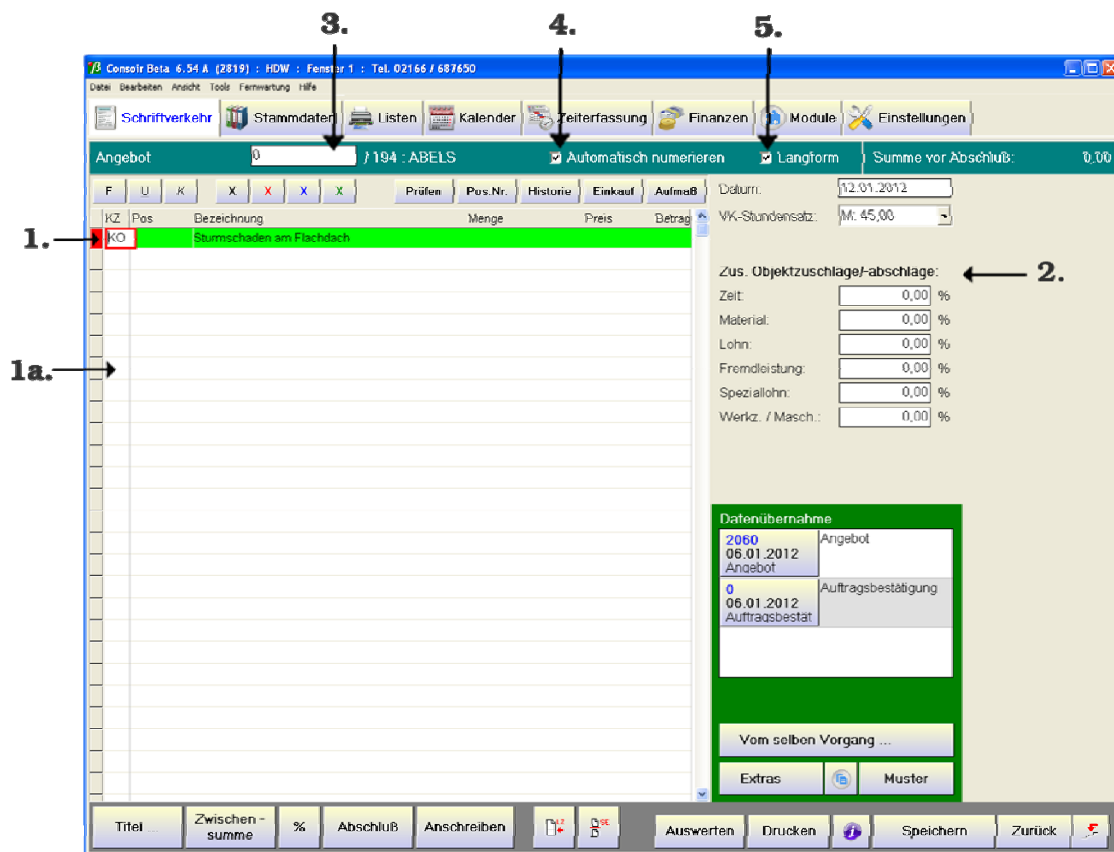 3. 4. 5.
Consoir Beta 6.54 A (2819) : HDW : Fenster 1 : Tel. 02166 / 687650
Datei Bearbeiten Ansicht Tools Fernwartung Hilfe
Schriftverkehr Stammdaten Listen Kalender Zeiterfassung Finanzen Module Einstellungen
Angebot 0 / 194 : ABELS Automatisch numerieren Langform Summe vor Abschluß: 0,00
F U K X X X X Prüfen Pos.Nr. Historie Einkauf Aufmaß Datum: 12.01.2012
KZ Pos Bezeichnung Menge Preis Betrag VK-Stundensatz: M: 45,00
1. KO Sturmschaden am Flachdach
Zus. Objektzuschläge/-abschläge: 2.
Zeit: 0,00 %
Material: 0,00 %
Lohn: 0,00 %
1a. Fremdleistung: 0,00 %
Speziallohn: 0,00 %
Werkz. / Masch.: 0,00 %
Datenübernahme
2060 Angebot
06.01.2012
Angebot
0 Auftragsbestätigung
06.01.2012
Auftragsbestät
Vom selben Vorgang ...
Extras Muster
Titel ... Zwischen-
summe % Abschluß Anschreiben LZ SE Auswerten Drucken Speichern Zurück